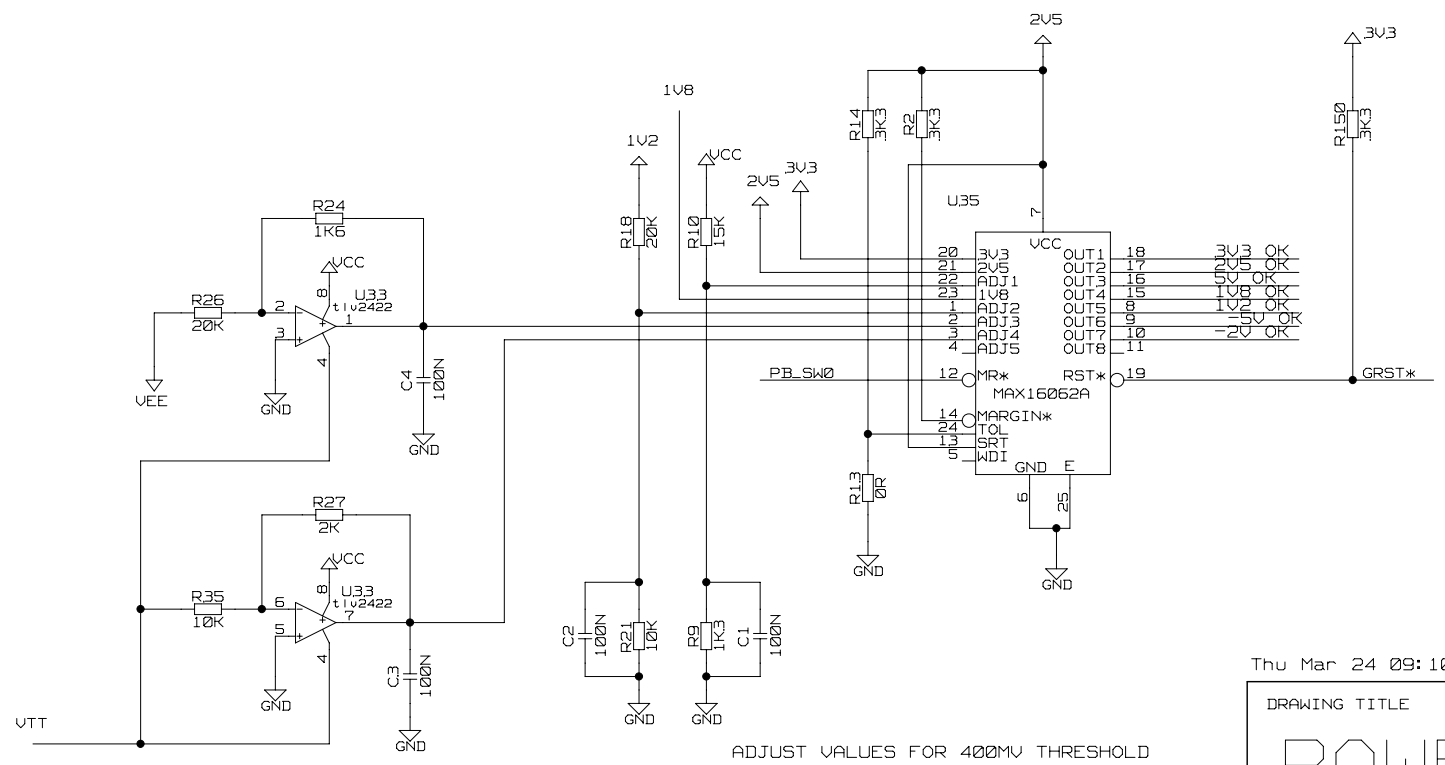 2V5
3V3
1V8
R14
3K3
R2
3K3
R150
3K3
1V2
VCC
2V5
3V3
U35
R24
1K6
R18
20K
R10
15K
7
VCC
VCC
8
U33
tlv2422
R26
20K
2
3
1
4
C4
100N
VEE
GND
GND
20 3V3 OUT1 18 3V3 OK
21 2V5 OUT2 17 2V5 OK
22 ADJ1 OUT3 16 5V OK
23 1V8 OUT4 15 1V8 OK
1 ADJ2 OUT5 8 1V2 OK
2 ADJ3 OUT6 9 -5V OK
3 ADJ4 OUT7 10 -2V OK
4 ADJ5 OUT8 11
PB_SW0 12 MR* RST* 19 GRST*
MAX16062A
14 MARGIN*
24 TOL
13 SRT
5 WDI
GND E
6
25
GND
R13
0R
GND
R27
2K
VCC
8
U33
tlv2422
R35
10K
6
5
7
4
C3
100N
GND
GND
C2
100N
R21
10K
R9
1K3
C1
100N
GND
GND
VTT
ADJUST VALUES FOR 400MV THRESHOLD
Thu Mar 24 09:10
DRAWING TITLE
POWE